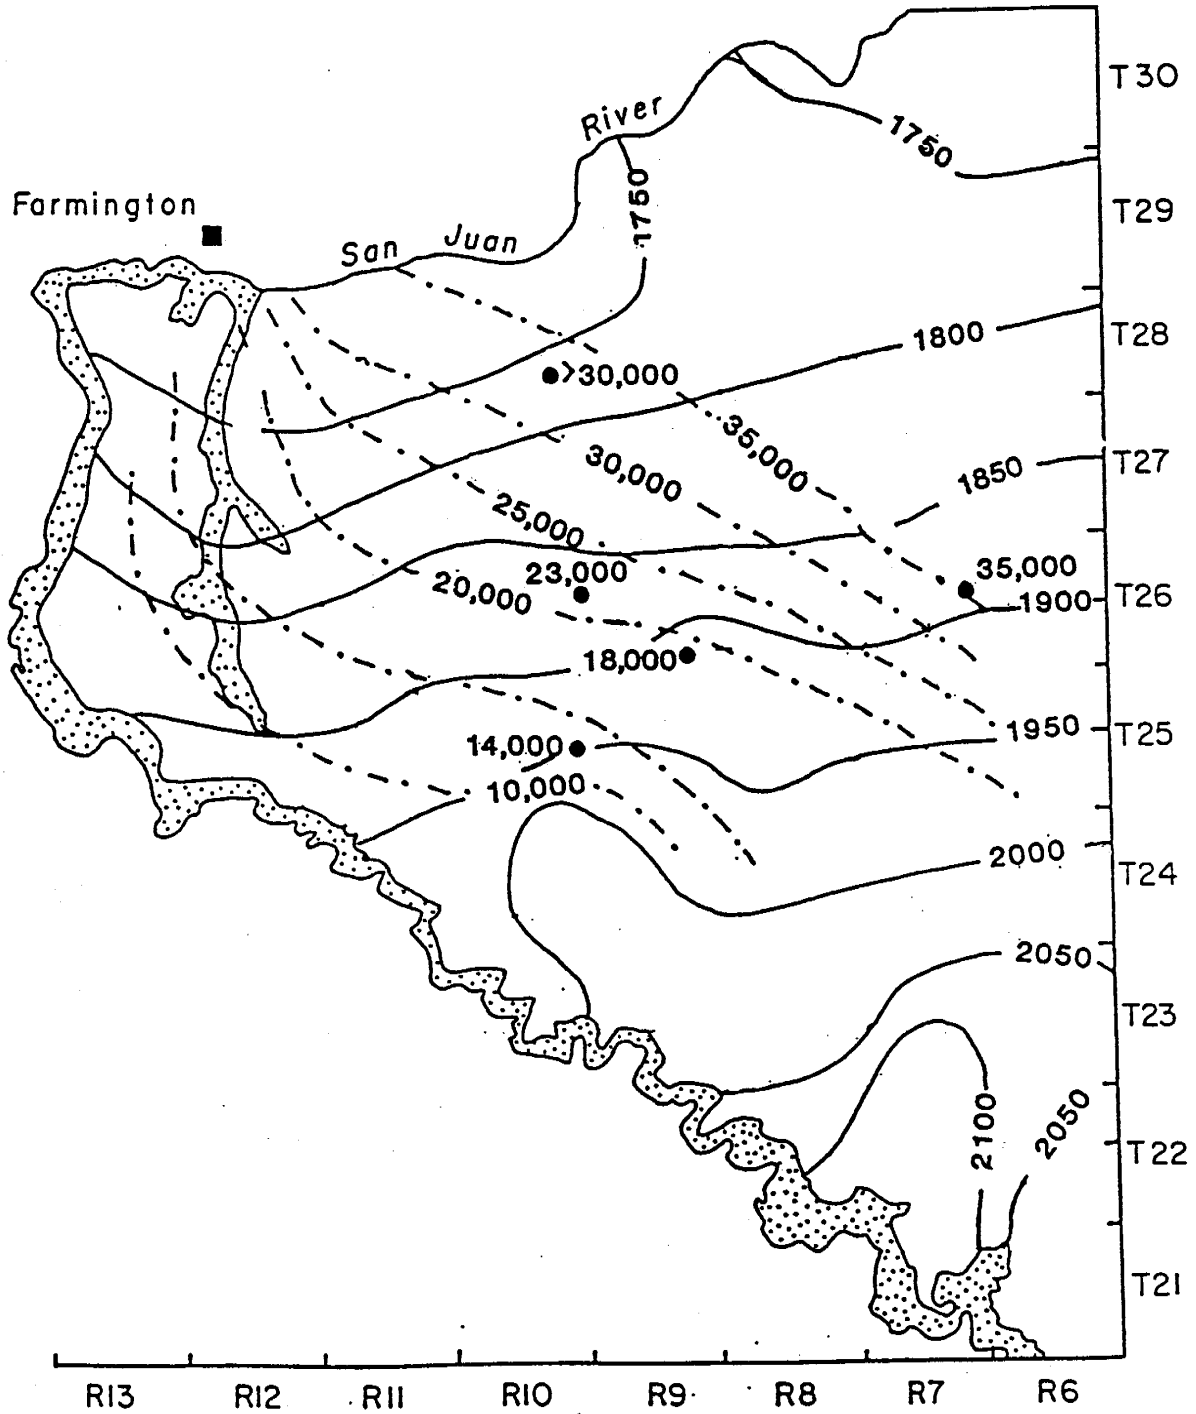 T30
River
1750
Farmington
1750
T29
San Juan
1800
T28
>30,000
35,000
30,000
1850
T27
25,000
23,000
35,000
20,000
1900
T26
18,000
1950
T25
14,000
10,000
2000
T24
2050
T23
2100
2050
T22
T21
R13 R12 R11 R10 R9 R8 R7 R6